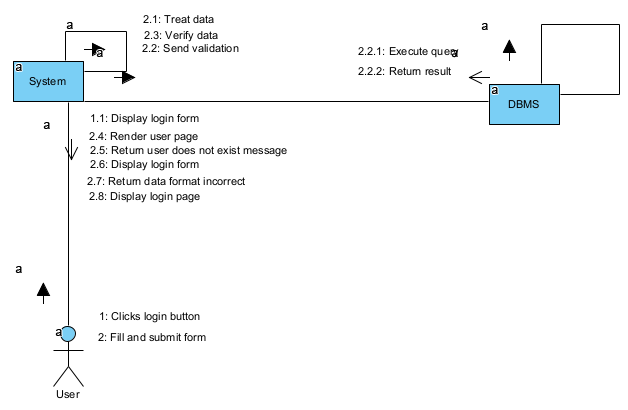 2.1: Treat data
a
2.3: Verify data
a
2.2: Send validation
a
2.2.1: Execute query
a
a
2.2.2: Return result
System
a
DBMS
1.1: Display login form
a
2.4: Render user page
2.5: Return user does not exist message
2.6: Display login form
2.7: Return data format incorrect
2.8: Display login page
a
1: Clicks login button
a
2: Fill and submit form
User